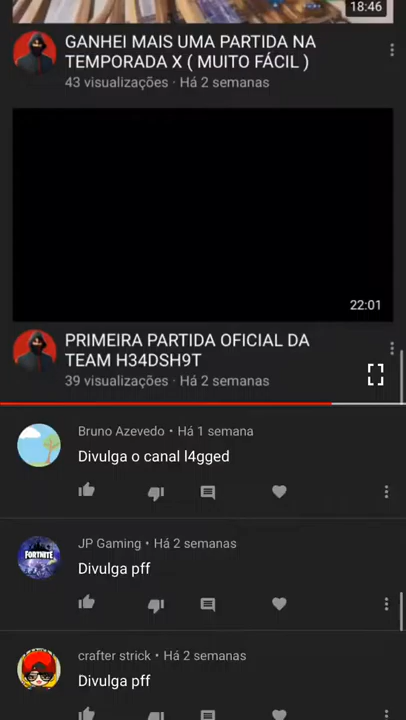 18:46
GANHEI MAIS UMA PARTIDA NA
TEMPORADA X ( MUITO FÁCIL )
43 visualizações · Há 2 semanas
22:01
PRIMEIRA PARTIDA OFICIAL DA
TEAM H34DSH9T
39 visualizações · Há 2 semanas
Bruno Azevedo • Há 1 semana
Divulga o canal l4gged
JP Gaming • Há 2 semanas
FORTNITE
Divulga pff
crafter strick • Há 2 semanas
Divulga pff